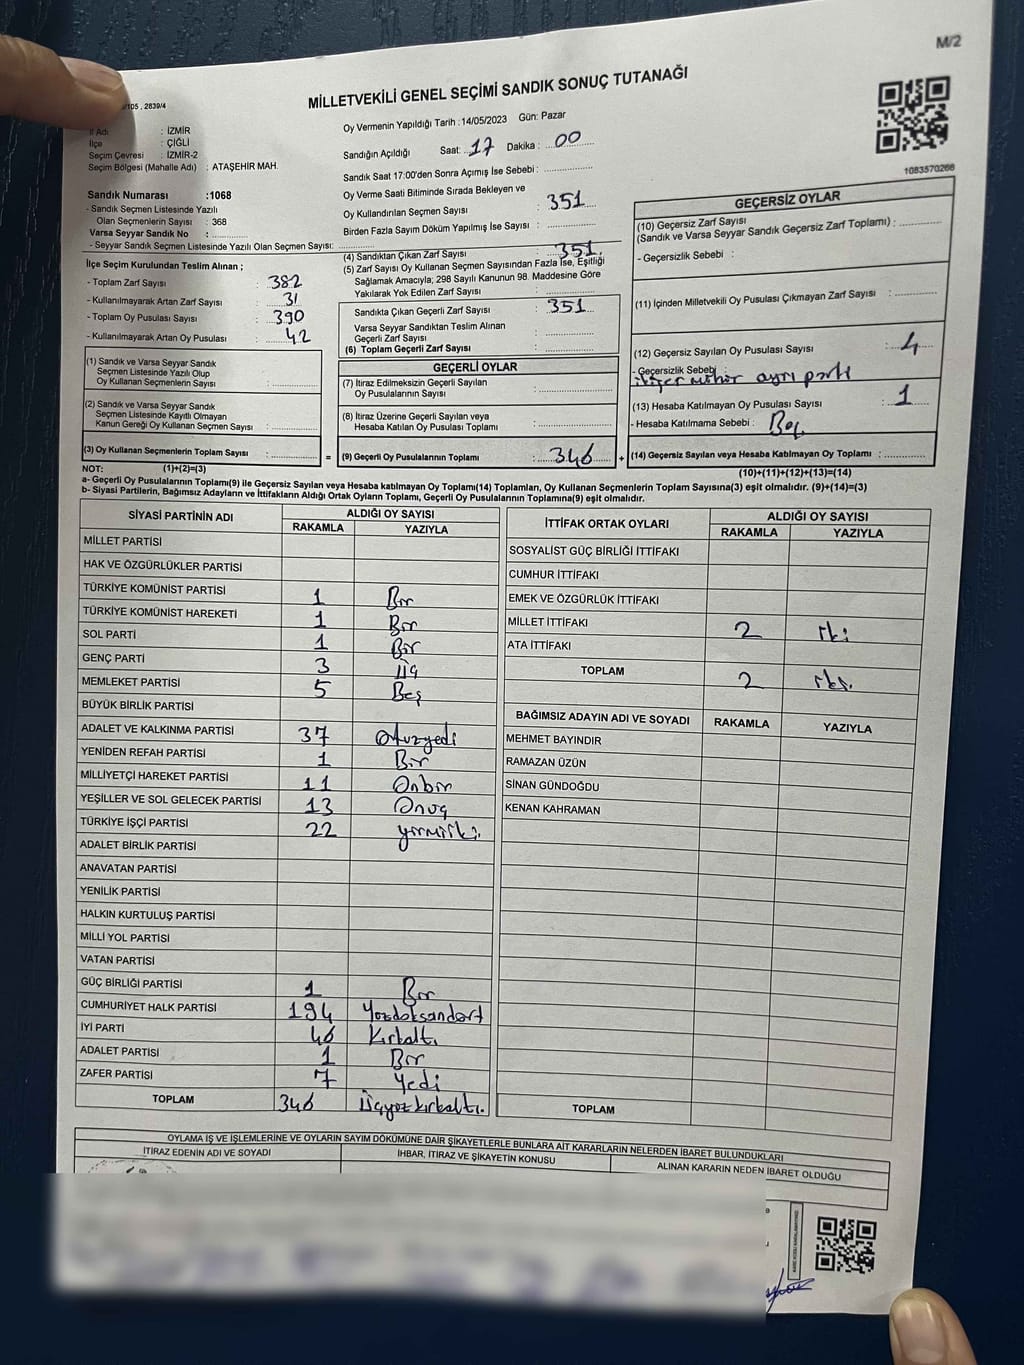 M/2
/105 . 2839/4
MİLLETVEKİLİ GENEL SEÇİMİ SANDIK SONUÇ TUTANAĞI
1083570266
İl Adı : İZMİR
İlçe : ÇİĞLİ
Seçim Çevresi : İZMİR-2
Seçim Bölgesi (Mahalle Adı) : ATAŞEHİR MAH.
Sandık Numarası :1068
- Sandık Seçmen Listesinde Yazılı
Olan Seçmenlerin Sayısı : 368
Varsa Seyyar Sandık No :
- Seyyar Sandık Seçmen Listesinde Yazılı Olan Seçmen Sayısı:
Oy Vermenin Yapıldığı Tarih :14/05/2023 Gün: Pazar
Sandığın Açıldığı Saat: 17 Dakika : 00
Sandık Saat 17:00'den Sonra Açımış İse Sebebi :
Oy Verme Saati Bitiminde Sırada Bekleyen ve
Oy Kullandırılan Seçmen Sayısı : 351
Birden Fazla Sayım Döküm Yapılmış İse Sayısı :
İlçe Seçim Kurulundan Teslim Alınan ;
- Toplam Zarf Sayısı : 382
- Kullanılmayarak Artan Zarf Sayısı : 31
- Toplam Oy Pusulası Sayısı : 390
- Kullanılmayarak Artan Oy Pusulası : 42
(1) Sandık ve Varsa Seyyar Sandık
Seçmen Listesinde Yazılı Olup
Oy Kullanan Seçmenlerin Sayısı :
(2) Sandık ve Varsa Seyyar Sandık
Seçmen Listesinde Kayıtlı Olmayan
Kanun Gereği Oy Kullanan Seçmen Sayısı :
(3) Oy Kullanan Seçmenlerin Toplam Sayısı :
(4) Sandıktan Çıkan Zarf Sayısı : 351
(5) Zarf Sayısı Oy Kullanan Seçmen Sayısından Fazla İse, Eşitliği
Sağlamak Amacıyla; 298 Sayılı Kanunun 98. Maddesine Göre
Yakılarak Yok Edilen Zarf Sayısı :
Sandıkta Çıkan Geçerli Zarf Sayısı : 351
Varsa Seyyar Sandıktan Teslim Alınan
Geçerli Zarf Sayısı :
(6) Toplam Geçerli Zarf Sayısı :
GEÇERLİ OYLAR
(7) İtiraz Edilmeksizin Geçerli Sayılan
Oy Pusulalarının Sayısı :
(8) İtiraz Üzerine Geçerli Sayılan veya
Hesaba Katılan Oy Pusulası Toplamı :
= (9) Geçerli Oy Pusulalarının Toplamı : 346 +
GEÇERSİZ OYLAR
(10) Geçersiz Zarf Sayısı
(Sandık ve Varsa Seyyar Sandık Geçersiz Zarf Toplamı) :
- Geçersizlik Sebebi :
(11) İçinden Milletvekili Oy Pusulası Çıkmayan Zarf Sayısı :
(12) Geçersiz Sayılan Oy Pusulası Sayısı : 4
- Geçersizlik Sebebi
mühür ayrı parti
(13) Hesaba Katılmayan Oy Pusulası Sayısı : 1
- Hesaba Katılmama Sebebi : Boş
(14) Geçersiz Sayılan veya Hesaba Katılmayan Oy Toplamı :
NOT: (1)+(2)=(3)
(10)+(11)+(12)+(13)=(14)
a- Geçerli Oy Pusulalarının Toplamı(9) ile Geçersiz Sayılan veya Hesaba katılmayan Oy Toplamı(14) Toplamları, Oy Kullanan Seçmenlerin Toplam Sayısına(3) eşit olmalıdır. (9)+(14)=(3)
b- Siyasi Partilerin, Bağımsız Adayların ve İttifakların Aldığı Ortak Oyların Toplamı, Geçerli Oy Pusulalarının Toplamına(9) eşit olmalıdır.
SİYASİ PARTİNİN ADI ALDIĞI OY SAYISI
RAKAMLA YAZIYLA
MİLLET PARTİSİ
HAK VE ÖZGÜRLÜKLER PARTİSİ
TÜRKİYE KOMÜNİST PARTİSİ 1 Bir
TÜRKİYE KOMÜNİST HAREKETİ 1 Bir
SOL PARTİ 1 Bir
GENÇ PARTİ 3 Üç
MEMLEKET PARTİSİ 5 Beş
BÜYÜK BİRLİK PARTİSİ
ADALET VE KALKINMA PARTİSİ 37 Otuzyedi
YENİDEN REFAH PARTİSİ 1 Bir
MİLLİYETÇİ HAREKET PARTİSİ 11 Onbir
YEŞİLLER VE SOL GELECEK PARTİSİ 13 Onüç
TÜRKİYE İŞÇİ PARTİSİ 22 yirmiiki
ADALET BİRLİK PARTİSİ
ANAVATAN PARTİSİ
YENİLİK PARTİSİ
HALKIN KURTULUŞ PARTİSİ
MİLLİ YOL PARTİSİ
VATAN PARTİSİ
GÜÇ BİRLİĞİ PARTİSİ 1 Bir
CUMHURİYET HALK PARTİSİ 194 Yüzdoksandört
İYİ PARTİ 46 Kırkaltı
ADALET PARTİSİ 1 Bir
ZAFER PARTİSİ 7 Yedi
TOPLAM 346 Üçyüzkırkaltı.
İTTİFAK ORTAK OYLARI ALDIĞI OY SAYISI
RAKAMLA YAZIYLA
SOSYALİST GÜÇ BİRLİĞİ İTTİFAKI
CUMHUR İTTİFAKI
EMEK VE ÖZGÜRLÜK İTTİFAKI
MİLLET İTTİFAKI 2 iki
ATA İTTİFAKI
TOPLAM 2 iki.
BAĞIMSIZ ADAYIN ADI VE SOYADI RAKAMLA YAZIYLA
MEHMET BAYINDIR
RAMAZAN ÜZÜN
SİNAN GÜNDOĞDU
KENAN KAHRAMAN
TOPLAM
OYLAMA İŞ VE İŞLEMLERİNE VE OYLARIN SAYIM DÖKÜMÜNE DAİR ŞİKAYETLERLE BUNLARA AİT KARARLARIN NELERDEN İBARET BULUNDUKLARI
İTİRAZ EDENİN ADI VE SOYADI İHBAR, İTİRAZ VE ŞİKAYETİN KONUSU ALINAN KARARIN NEDEN İBARET OLDUĞU